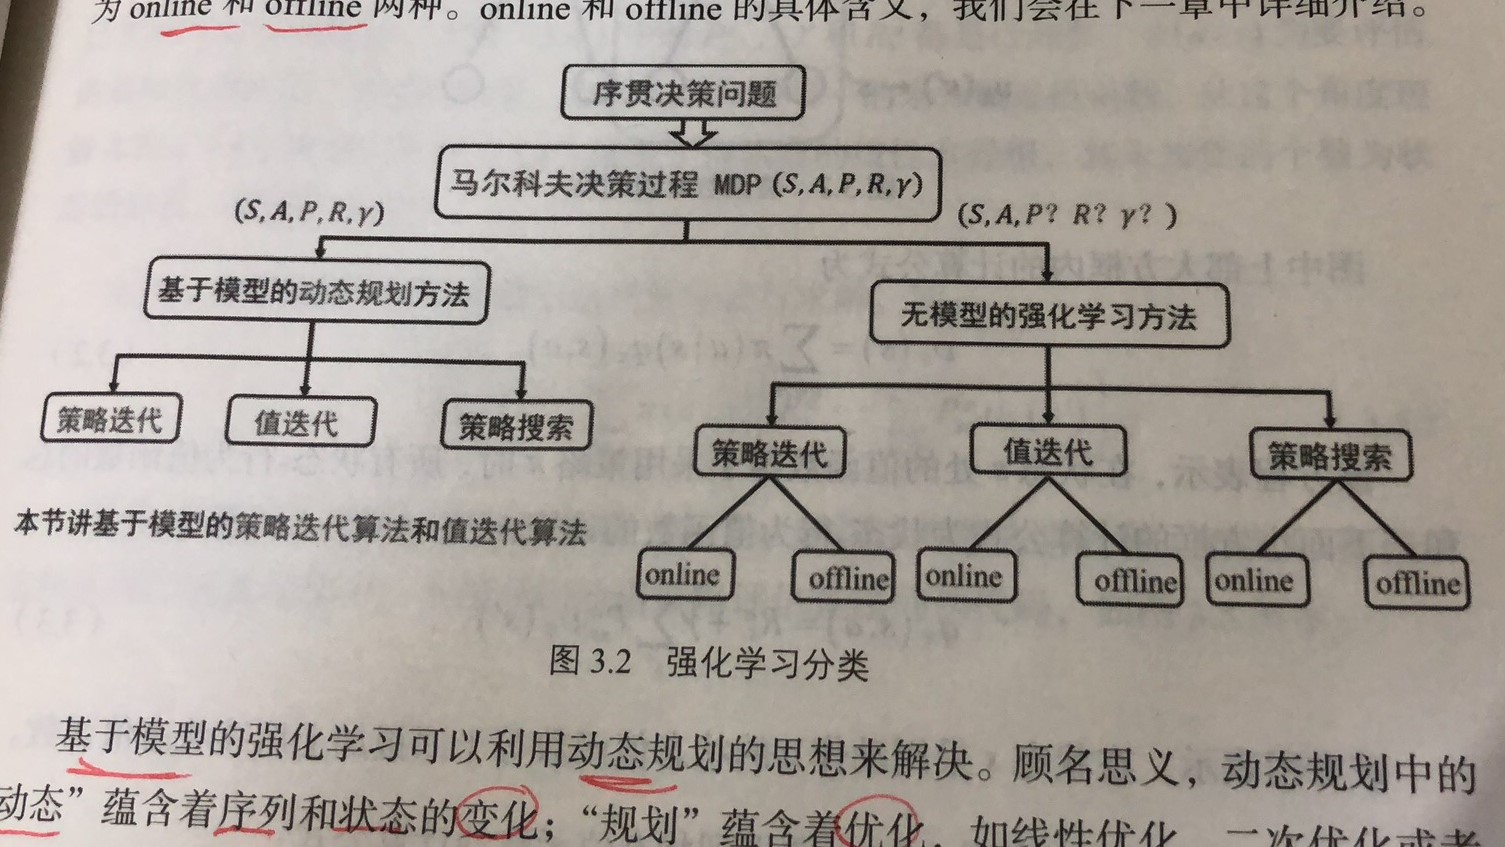 为online 和 offline 两种。online 和 offline 的具体含义，我们会在下一章中详细介绍。
序贯决策问题
马尔科夫决策过程 MDP (S,A,P,R,γ)
(S,A,P,R,γ)
(S,A,P? R? γ? )
基于模型的动态规划方法
无模型的强化学习方法
策略迭代
值迭代
策略搜索
策略迭代
值迭代
策略搜索
本节讲基于模型的策略迭代算法和值迭代算法
online
offline
online
offline
online
offline
图 3.2 强化学习分类
基于模型的强化学习可以利用动态规划的思想来解决。顾名思义，动态规划中的
动态”蕴含着序列和状态的变化；“规划”蕴含着优化，如线性优化，二次优化或者